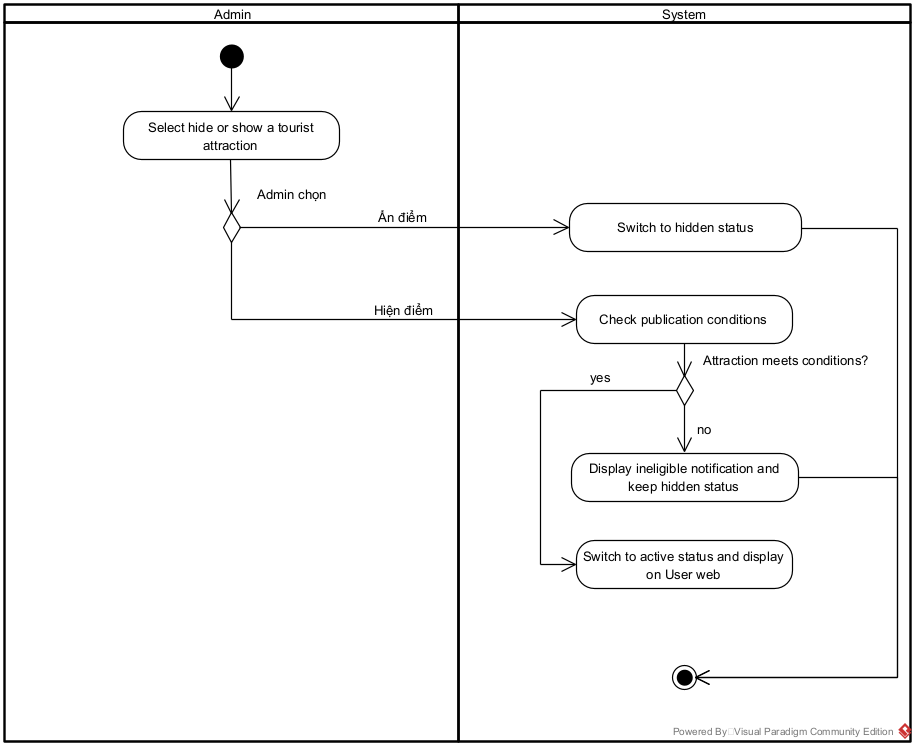 Admin
System
Select hide or show a tourist
attraction
Admin chọn
Ẩn điểm
Switch to hidden status
Hiện điểm
Check publication conditions
Attraction meets conditions?
yes
no
Display ineligible notification and
keep hidden status
Switch to active status and display
on User web
Powered By Visual Paradigm Community Edition